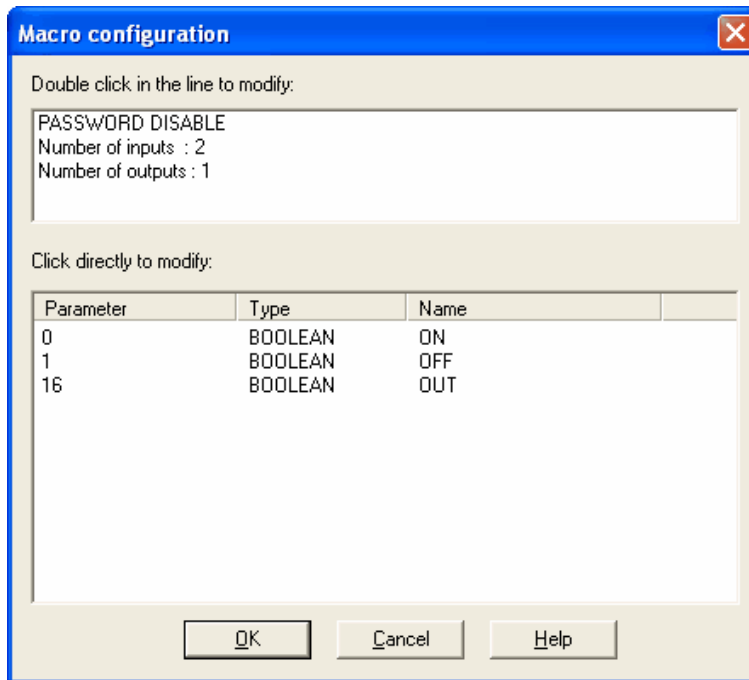 Macro configuration
Double click in the line to modify:
PASSWORD DISABLE
Number of inputs : 2
Number of outputs : 1
Click directly to modify:
Parameter Type Name
0 BOOLEAN ON
1 BOOLEAN OFF
16 BOOLEAN OUT
OK Cancel Help